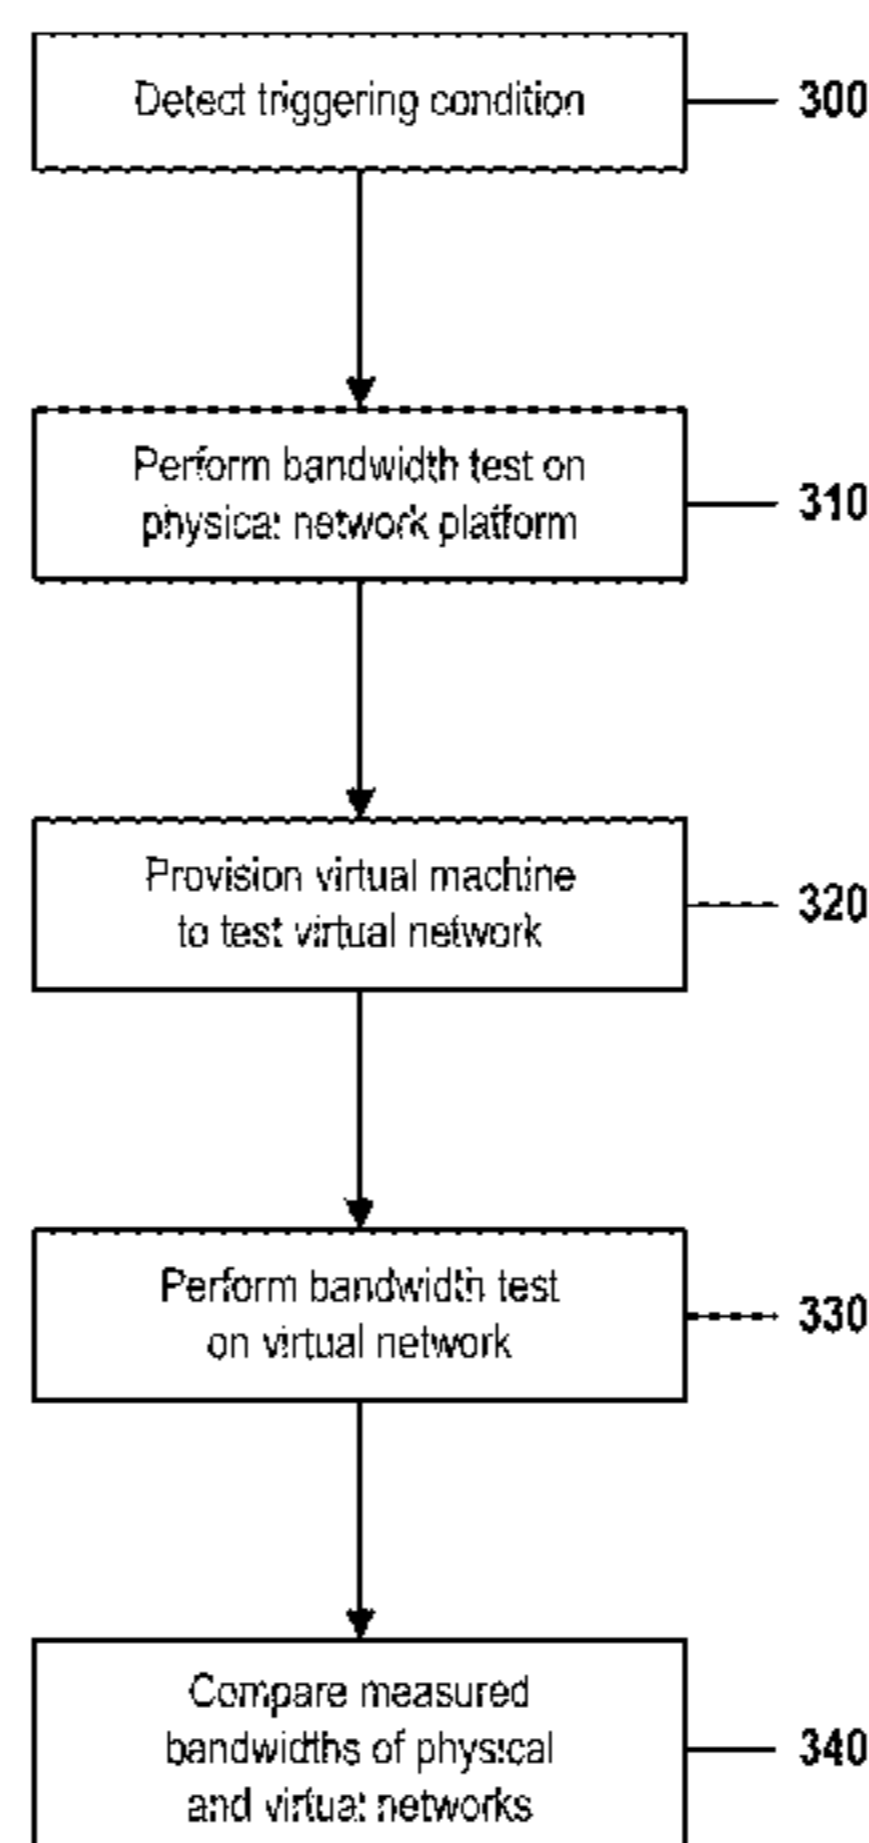 Detect triggering condition
300
Perform bandwidth test on
physical network platform
310
Provision virtual machine
to test virtual network
320
Perform bandwidth test
on virtual network
330
Compare measured
bandwidths of physical
and virtual networks
340